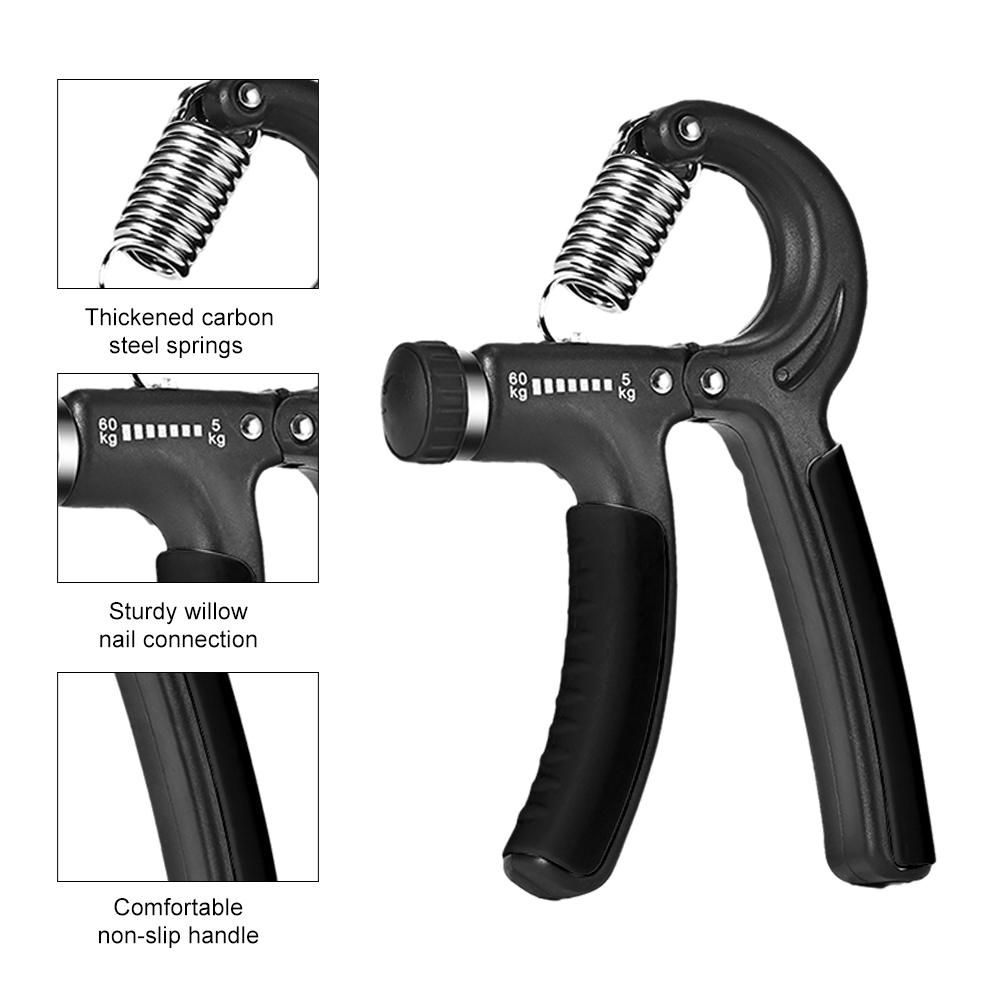 Thickened carbon
steel springs
60 kg 5 kg
Sturdy willow
nail connection
Comfortable
non-slip handle
60 kg 5 kg